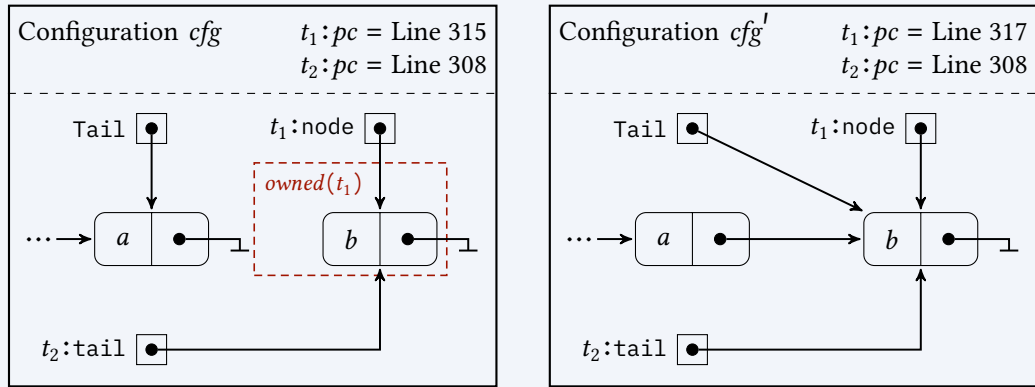 Configuration cfg
t₁:pc = Line 315
t₂:pc = Line 308
Tail
t₁:node
owned(t₁)
... a
b
t₂:tail
Configuration cfg′
t₁:pc = Line 317
t₂:pc = Line 308
Tail
t₁:node
... a
b
t₂:tail